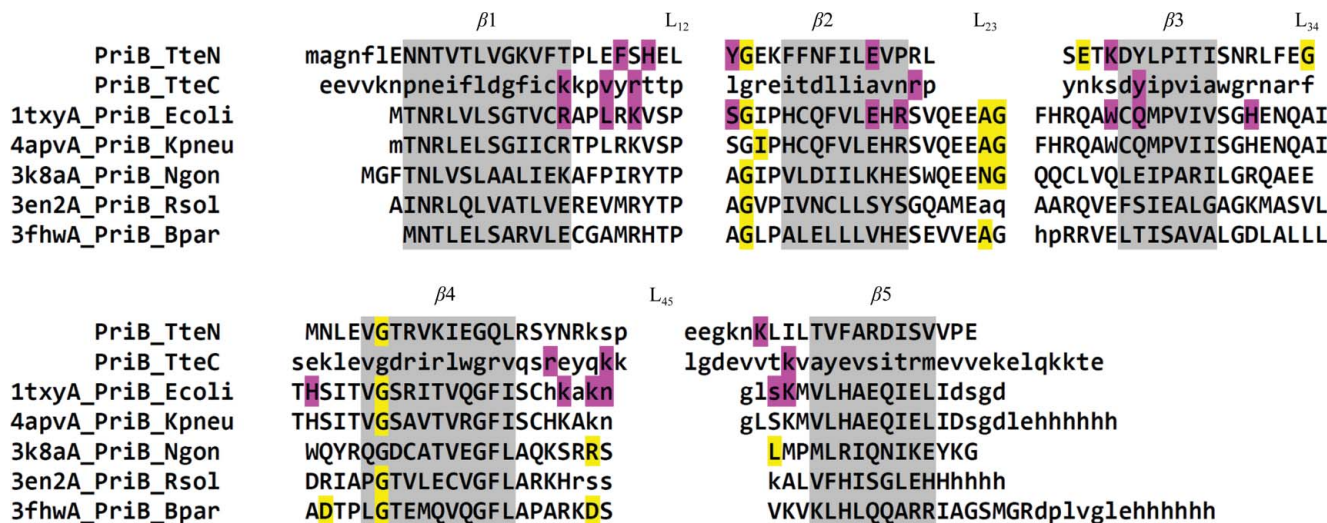 β1 L12 β2 L23 β3 L34
PriB_TteN magnflENNTVTLVGKVFTPLEFSHEL YGEKFFNFILEVPRL SETKDYLPITISNRLFEG
PriB_TteC eevvknpneifldgfickkpvyrttp lgreitdlliavnrp ynksdyipviawgrnarf
1txyA_PriB_Ecoli MTNRLVLSGTVCRAPLRKVSP SGIPHCQFVLEHRSVQEEAG FHRQAWCQMPVIVSGHENQAI
4apvA_PriB_Kpneu mTNRLELSGIICRTPLRKVSP SGIPHCQFVLEHRSVQEEAG FHRQAWCQMPVIISGHENQAI
3k8aA_PriB_Ngon MGFTNLVSLAALIEKAFPIRYTP AGIPVLDIILKHESWQEENG QQCLVQLEIPARILGRQAEE
3en2A_PriB_Rsol AINRLQLVATLVEREVMRYTP AGVPIVNCLLSYSGQAMEaq AARQVEFSIEALGAGKMASVL
3fhwA_PriB_Bpar MNTLELSARVLECGAMRHTP AGLPALELLLVHESEVVEAG hpRRVELTISAVALGDLALLL
β4 L45 β5
PriB_TteN MNLEVGTRVKIEGQLRSYNRksp eegknKLILTVFARDISVVPE
PriB_TteC seklevgdrirlwgrvqsreyqkk lgdevvtkvayevsitrmevvekelqkkte
1txyA_PriB_Ecoli THSITVGSRITVQGFISChkakn glsKMVLHAEQIELIdsgd
4apvA_PriB_Kpneu THSITVGSAVTVRGFISCHKAkn gLSKMVLHAEQIELIDsgdlehhhhhh
3k8aA_PriB_Ngon WQYRQGDCATVEGFLAQKSRRS LMPMLRIQNIKEYKG
3en2A_PriB_Rsol DRIAPGTVLECVGFLARKHrss kALVFHISGLEHHhhhh
3fhwA_PriB_Bpar ADTPLGTEMQVQGFLAPARKDS VKVKLHLQQARRIAGSMGRdplvglehhhhhh